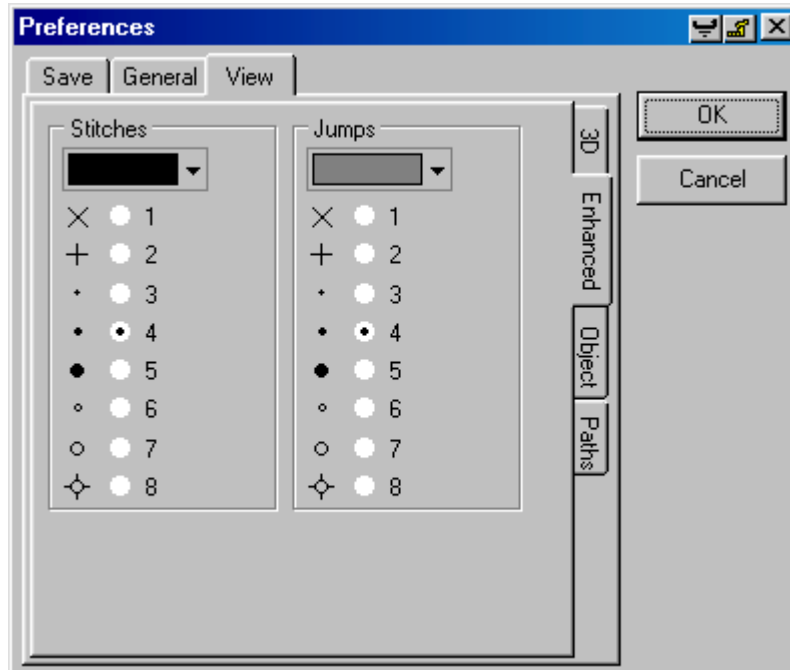 Preferences
Save General View
OK
Cancel
Stitches
1
2
3
4
5
6
7
8
Jumps
1
2
3
4
5
6
7
8
3D
Enhanced
Object
Paths